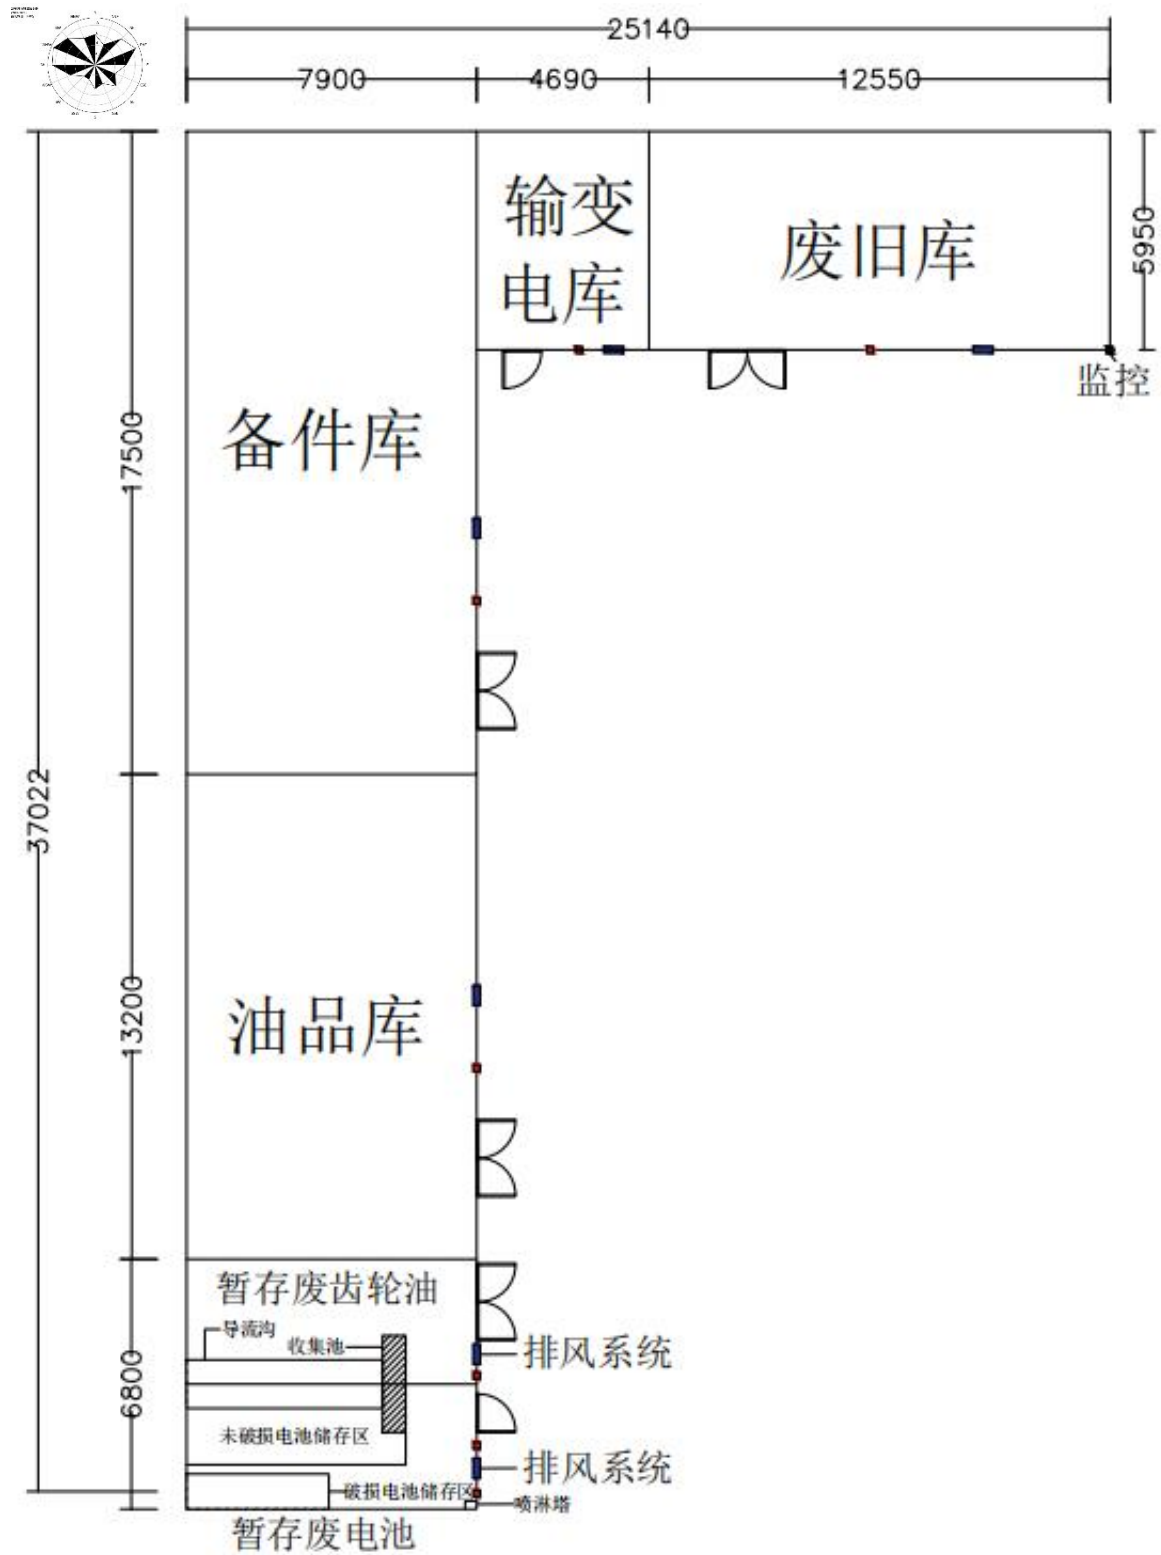 25140
7900
4690
12550
输变
电库
废旧库
5950
监控
备件库
17500
37022
油品库
13200
暂存废齿轮油
导流沟
收集池
排风系统
6800
未破损电池储存区
排风系统
破损电池储存区
喷淋塔
暂存废电池